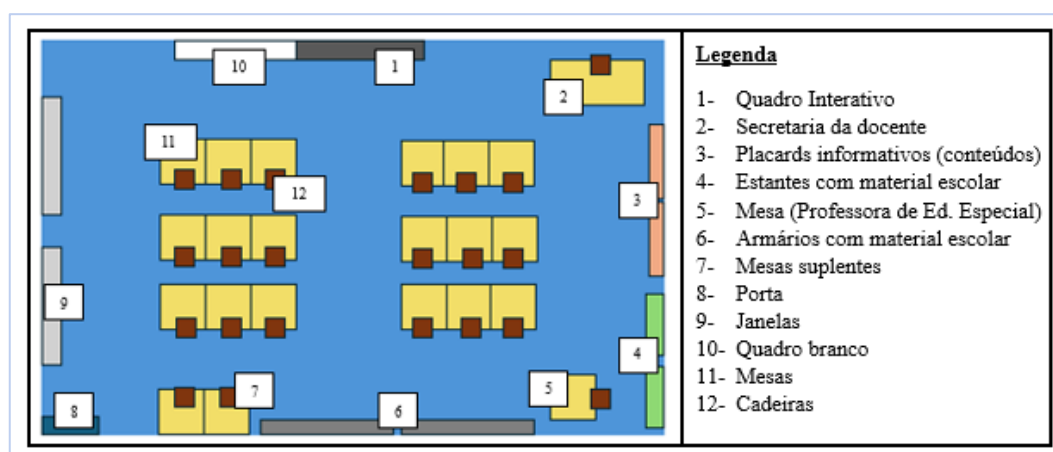 10
1
2
11
12
3
9
4
5
7
8
6
Legenda
1- Quadro Interativo
2- Secretaria da docente
3- Placards informativos (conteúdos)
4- Estantes com material escolar
5- Mesa (Professora de Ed. Especial)
6- Armários com material escolar
7- Mesas suplentes
8- Porta
9- Janelas
10- Quadro branco
11- Mesas
12- Cadeiras